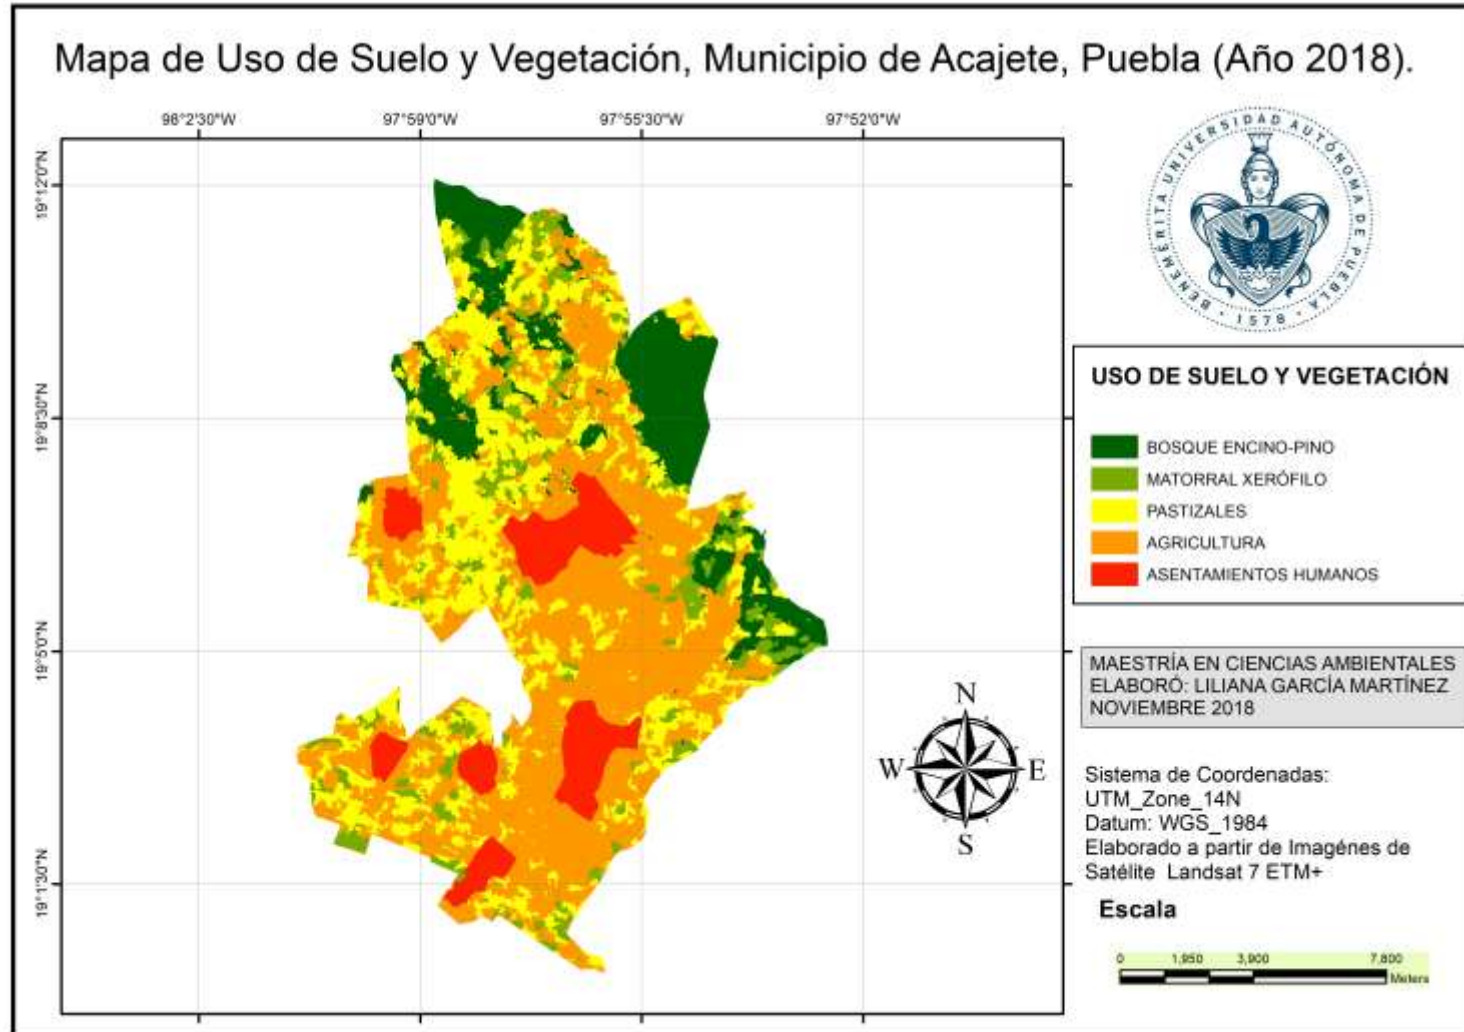 Mapa de Uso de Suelo y Vegetación, Municipio de Acajete, Puebla (Año 2018).
98°2'30"W 97°59'0"W 97°55'30"W 97°52'0"W
19°12'0"N
19°8'30"N
19°5'0"N
19°1'30"N
BENEMÉRITA UNIVERSIDAD AUTÓNOMA DE PUEBLA
1578
USO DE SUELO Y VEGETACIÓN
BOSQUE ENCINO-PINO
MATORRAL XERÓFILO
PASTIZALES
AGRICULTURA
ASENTAMIENTOS HUMANOS
MAESTRÍA EN CIENCIAS AMBIENTALES
ELABORÓ: LILIANA GARCÍA MARTÍNEZ
NOVIEMBRE 2018
N
W E
S
Sistema de Coordenadas:
UTM_Zone_14N
Datum: WGS_1984
Elaborado a partir de Imagénes de
Satélite Landsat 7 ETM+
Escala
0 1,950 3,900 7,800
Meters